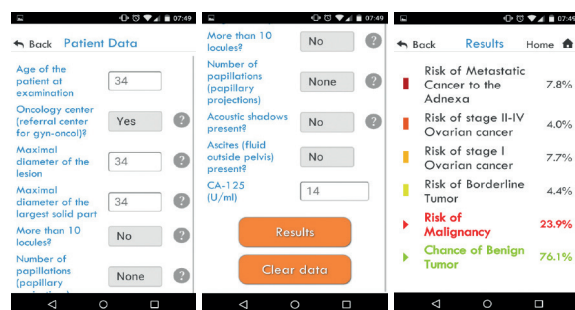 07:49
Back Patient Data
Age of the
patient at
examination
34
Oncology center
(referral center
for gyn-oncol)?
Yes ?
Maximal
diameter of the
lesion
34 ?
Maximal
diameter of the
largest solid part
34 ?
More than 10
locules?
No ?
Number of
papillations
(papillary
None ?
07:49
More than 10
locules?
No ?
Number of
papillations
(papillary
projections)
None ?
Acoustic shadows
present?
No ?
Ascites (fluid
outside pelvis)
present?
No
CA-125
(U/ml)
14
Results
Clear data
07:49
Back Results Home
Risk of Metastatic
Cancer to the
Adnexa
7.8%
Risk of stage II-IV
Ovarian cancer
4.0%
Risk of stage I
Ovarian cancer
7.7%
Risk of Borderline
Tumor
4.4%
Risk of
Malignancy
23.9%
Chance of Benign
Tumor
76.1%